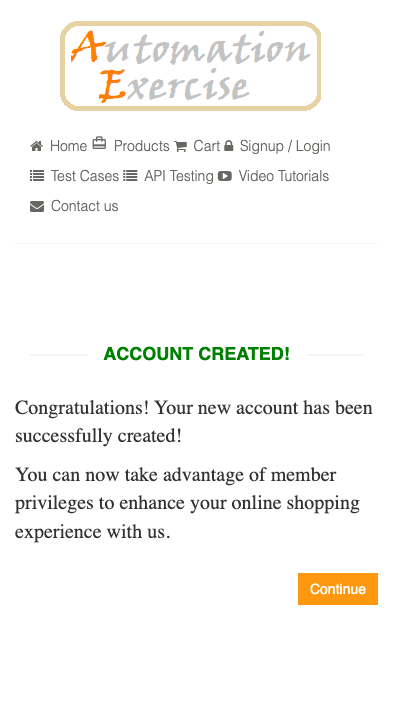 Automation
Exercise
Home Products Cart Signup / Login
Test Cases API Testing Video Tutorials
Contact us
ACCOUNT CREATED!
Congratulations! Your new account has been
successfully created!
You can now take advantage of member
privileges to enhance your online shopping
experience with us.
Continue